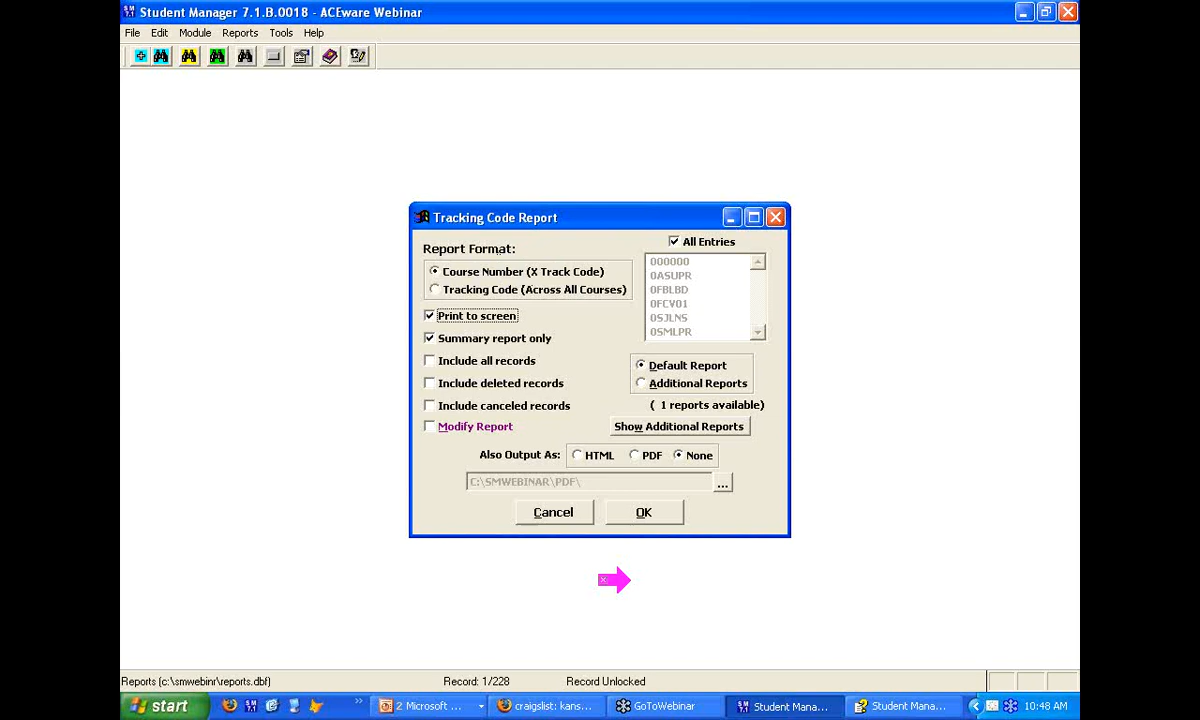 Student Manager 7.1.B.0018 - ACEware Webinar
File Edit Module Reports Tools Help
Tracking Code Report
Report Format:
All Entries
Course Number (X Track Code)
Tracking Code (Across All Courses)
000000
0ASUPR
0FBLBD
0FCV01
0SJLNS
0SMLPR
Print to screen
Summary report only
Include all records
Include deleted records
Include canceled records
Modify Report
Default Report
Additional Reports
( 1 reports available)
Show Additional Reports
Also Output As: HTML PDF None
C:\SMWEBINAR\PDF\
...
Cancel OK
Reports (c:\smwebinr\reports.dbf) Record: 1/228 Record Unlocked
start 2 Microsoft ... craigslist: kans... GoToWebinar Student Mana... Student Mana... 10:48 AM